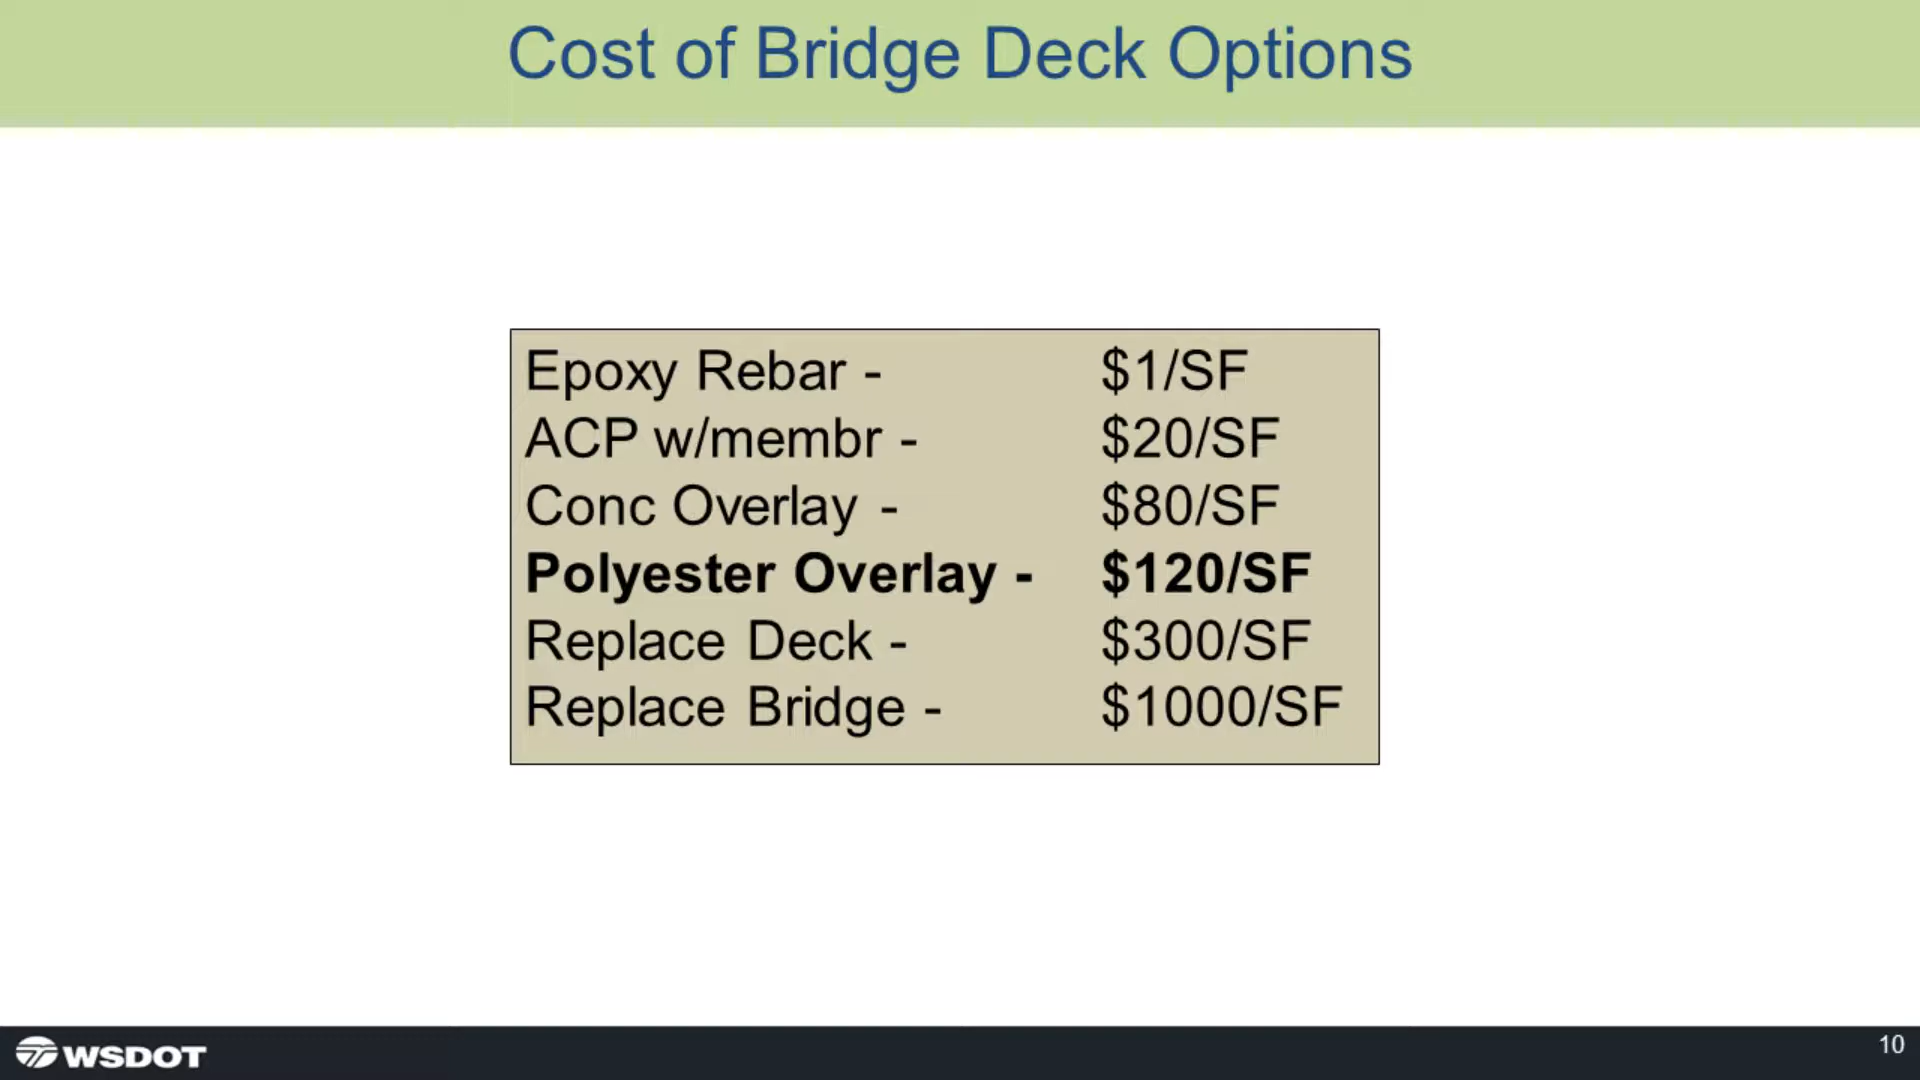 Cost of Bridge Deck Options
Epoxy Rebar - $1/SF
ACP w/membr - $20/SF
Conc Overlay - $80/SF
Polyester Overlay - $120/SF
Replace Deck - $300/SF
Replace Bridge - $1000/SF
WSDOT
10